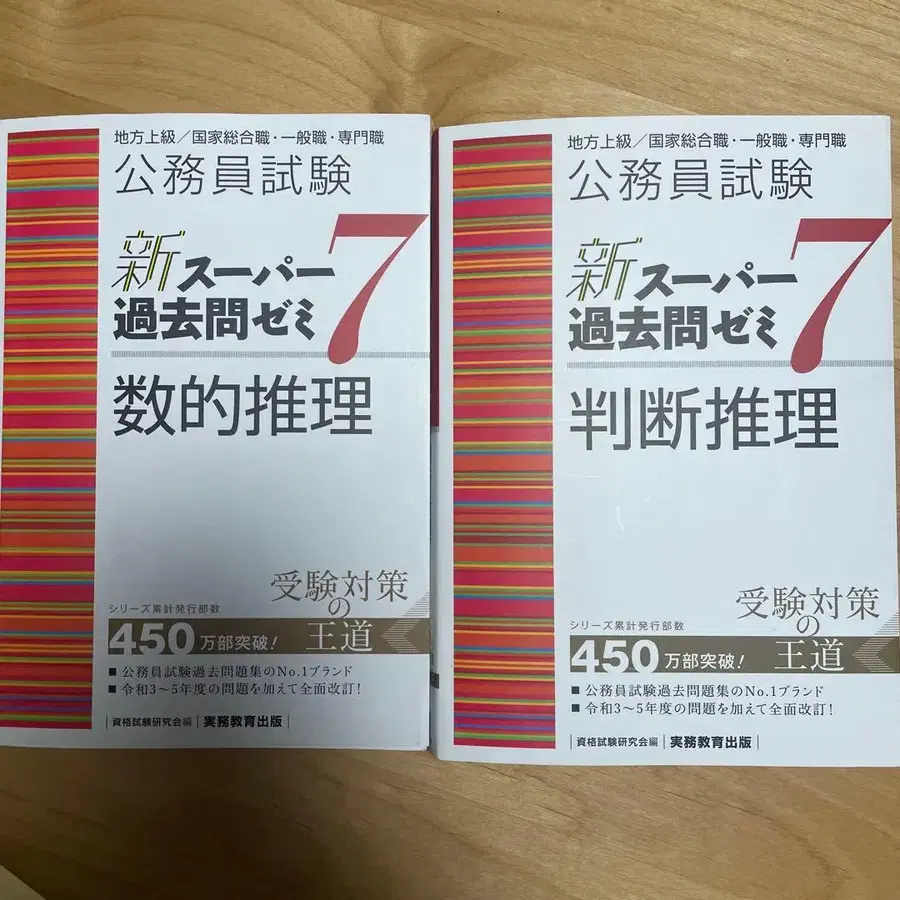 地方上級／国家総合職・一般職・専門職
公務員試験
新スーパー
過去問ゼミ7
数的推理
受験対策
の
王道
シリーズ累計発行部数
450万部突破!
■公務員試験過去問題集のNo.1ブランド
■令和3～5年度の問題を加えて全面改訂!
|資格試験研究会編|実務教育出版|
地方上級／国家総合職・一般職・専門職
公務員試験
新スーパー
過去問ゼミ7
判断推理
受験対策
の
王道
シリーズ累計発行部数
450万部突破!
■公務員試験過去問題集のNo.1ブランド
■令和3～5年度の問題を加えて全面改訂!
|資格試験研究会編|実務教育出版|